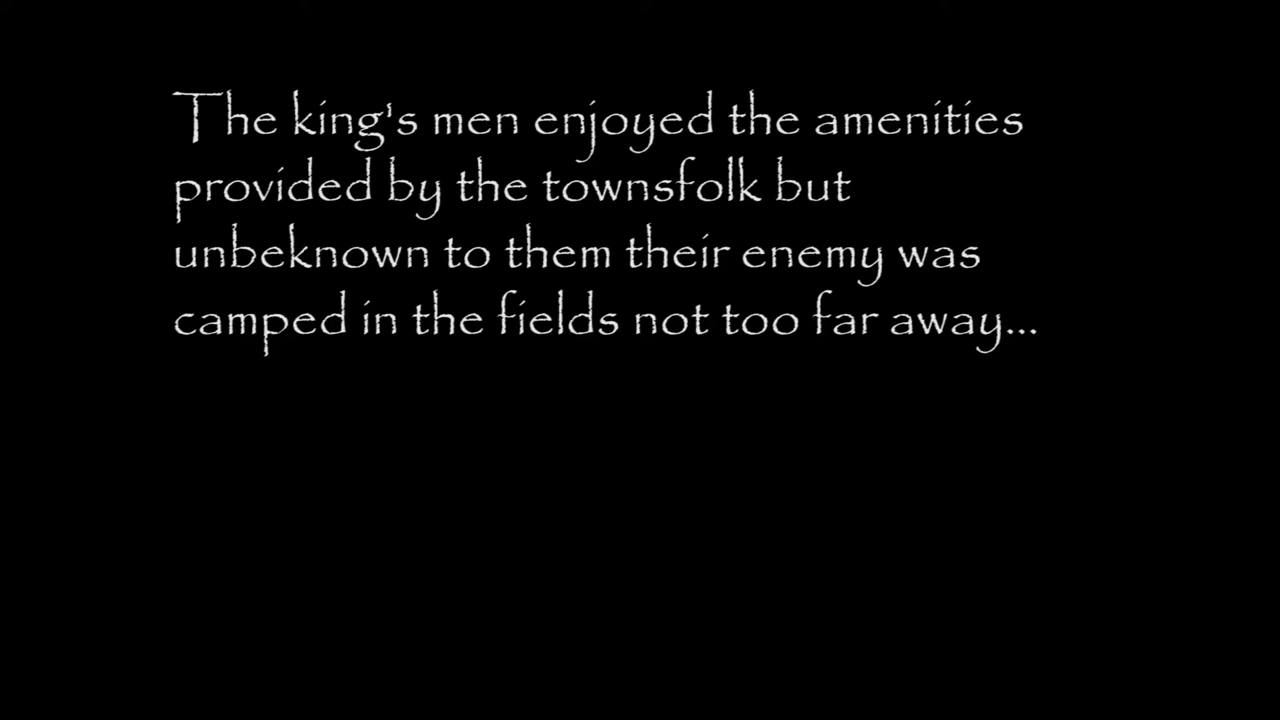 The king's men enjoyed the amenities
provided by the townsfolk but
unbeknown to them their enemy was
camped in the fields not too far away...